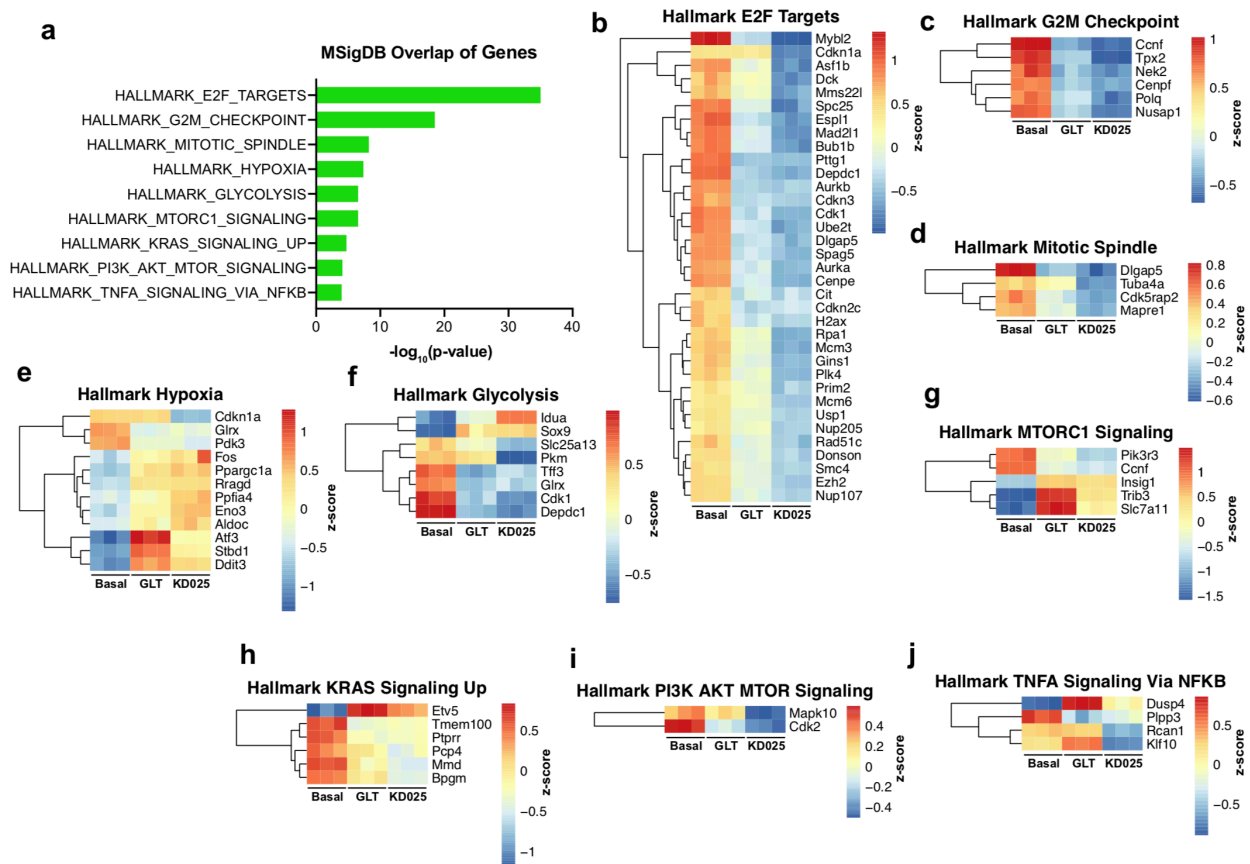 a
MSigDB Overlap of Genes
HALLMARK_E2F_TARGETS
HALLMARK_G2M_CHECKPOINT
HALLMARK_MITOTIC_SPINDLE
HALLMARK_HYPOXIA
HALLMARK_GLYCOLYSIS
HALLMARK_MTORC1_SIGNALING
HALLMARK_KRAS_SIGNALING_UP
HALLMARK_PI3K_AKT_MTOR_SIGNALING
HALLMARK_TNFA_SIGNALING_VIA_NFKB
0 10 20 30 40
-log10(p-value)
b
Hallmark E2F Targets
Mybl2
Cdkn1a
Asf1b
Dck
Mms22l
Spc25
Espl1
Mad2l1
Bub1b
Pttg1
Depdc1
Aurkb
Cdkn3
Cdk1
Ube2t
Dlgap5
Spag5
Aurka
Cenpe
Cit
Cdkn2c
H2ax
Rpa1
Mcm3
Gins1
Plk4
Prim2
Mcm6
Usp1
Nup205
Rad51c
Donson
Smc4
Ezh2
Nup107
Basal GLT KD025
1
0.5
0
−0.5
z-score
c
Hallmark G2M Checkpoint
Ccnf
Tpx2
Nek2
Cenpf
Polq
Nusap1
Basal GLT KD025
1
0.5
0
−0.5
z-score
d
Hallmark Mitotic Spindle
Dlgap5
Tuba4a
Cdk5rap2
Mapre1
Basal GLT KD025
0.8
0.6
0.4
0.2
0
−0.2
−0.4
−0.6
z-score
e
Hallmark Hypoxia
Cdkn1a
Glrx
Pdk3
Fos
Ppargc1a
Rragd
Ppfia4
Eno3
Aldoc
Atf3
Stbd1
Ddit3
Basal GLT KD025
1
0.5
0
−0.5
−1
z-score
f
Hallmark Glycolysis
Idua
Sox9
Slc25a13
Pkm
Tff3
Glrx
Cdk1
Depdc1
Basal GLT KD025
0.5
0
−0.5
z-score
g
Hallmark MTORC1 Signaling
Pik3r3
Ccnf
Insig1
Trib3
Slc7a11
Basal GLT KD025
1
0.5
0
−0.5
−1
−1.5
z-score
h
Hallmark KRAS Signaling Up
Etv5
Tmem100
Ptprr
Pcp4
Mmd
Bpgm
Basal GLT KD025
0.5
0
−0.5
−1
z-score
i
Hallmark PI3K AKT MTOR Signaling
Mapk10
Cdk2
Basal GLT KD025
0.4
0.2
0
−0.2
−0.4
z-score
j
Hallmark TNFA Signaling Via NFKB
Dusp4
Plpp3
Rcan1
Klf10
Basal GLT KD025
0.5
0
−0.5
z-score